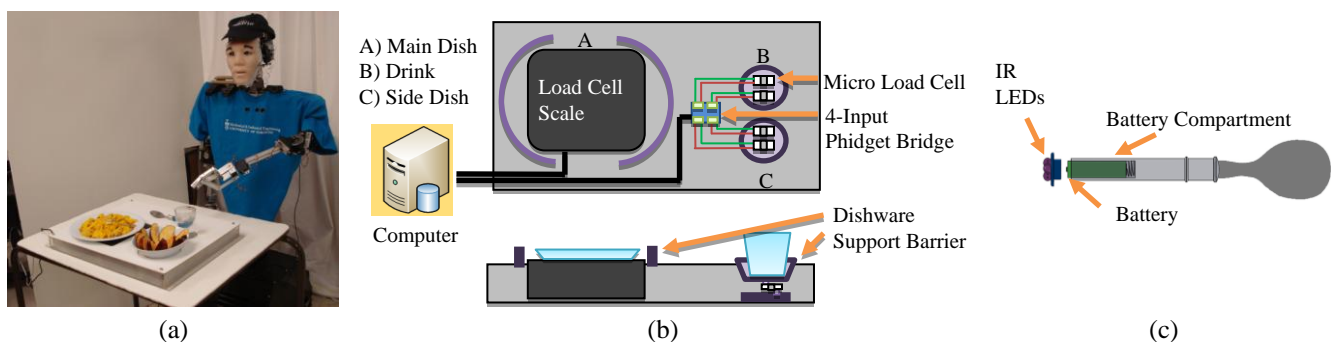 A) Main Dish
B) Drink
C) Side Dish
Computer
A
Load Cell
Scale
B
C
Micro Load Cell
4-Input
Phidget Bridge
Dishware
Support Barrier
IR
LEDs
Battery Compartment
Battery
(a)
(b)
(c)